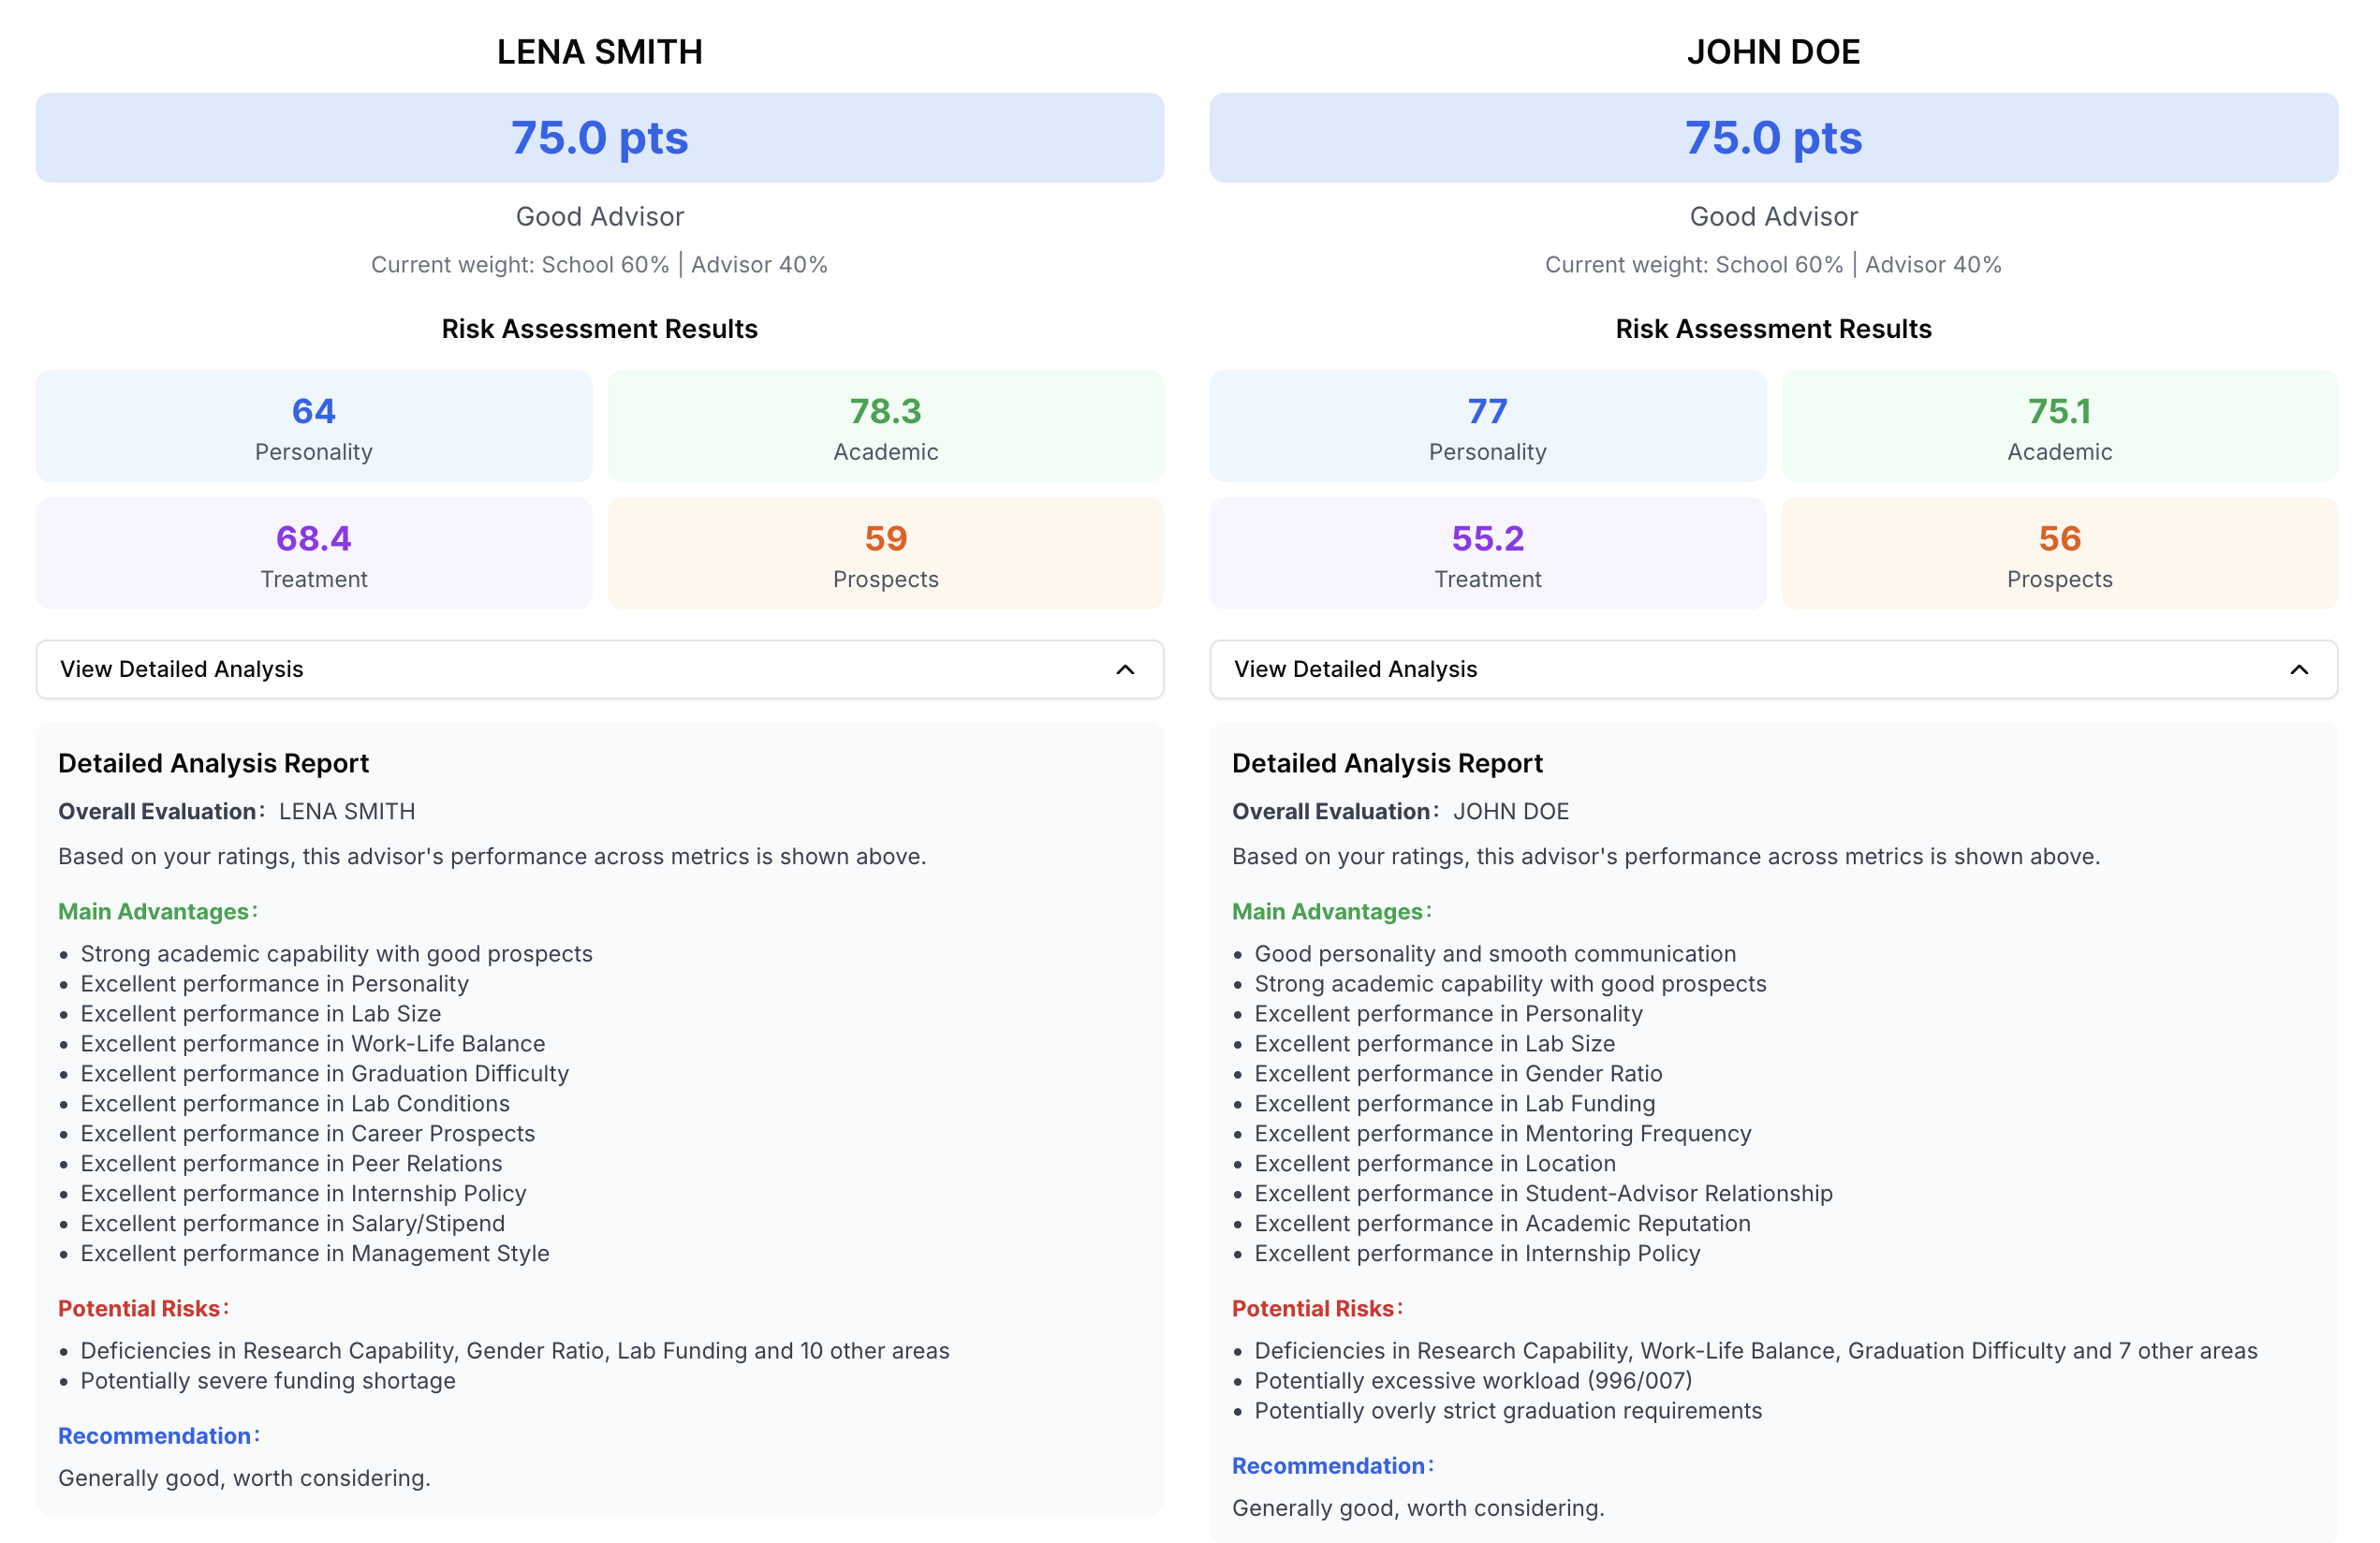 LENA SMITH
75.0 pts
Good Advisor
Current weight: School 60% | Advisor 40%
Risk Assessment Results
64
Personality
78.3
Academic
68.4
Treatment
59
Prospects
View Detailed Analysis
Detailed Analysis Report
Overall Evaluation： LENA SMITH
Based on your ratings, this advisor's performance across metrics is shown above.
Main Advantages：
• Strong academic capability with good prospects
• Excellent performance in Personality
• Excellent performance in Lab Size
• Excellent performance in Work-Life Balance
• Excellent performance in Graduation Difficulty
• Excellent performance in Lab Conditions
• Excellent performance in Career Prospects
• Excellent performance in Peer Relations
• Excellent performance in Internship Policy
• Excellent performance in Salary/Stipend
• Excellent performance in Management Style
Potential Risks：
• Deficiencies in Research Capability, Gender Ratio, Lab Funding and 10 other areas
• Potentially severe funding shortage
Recommendation：
Generally good, worth considering.
JOHN DOE
75.0 pts
Good Advisor
Current weight: School 60% | Advisor 40%
Risk Assessment Results
77
Personality
75.1
Academic
55.2
Treatment
56
Prospects
View Detailed Analysis
Detailed Analysis Report
Overall Evaluation： JOHN DOE
Based on your ratings, this advisor's performance across metrics is shown above.
Main Advantages：
• Good personality and smooth communication
• Strong academic capability with good prospects
• Excellent performance in Personality
• Excellent performance in Lab Size
• Excellent performance in Gender Ratio
• Excellent performance in Lab Funding
• Excellent performance in Mentoring Frequency
• Excellent performance in Location
• Excellent performance in Student-Advisor Relationship
• Excellent performance in Academic Reputation
• Excellent performance in Internship Policy
Potential Risks：
• Deficiencies in Research Capability, Work-Life Balance, Graduation Difficulty and 7 other areas
• Potentially excessive workload (996/007)
• Potentially overly strict graduation requirements
Recommendation：
Generally good, worth considering.